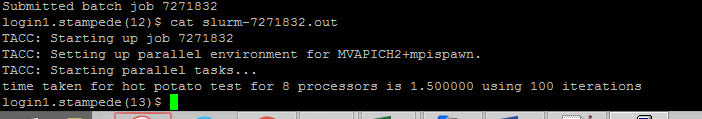 Submitted batch job 7271832
login1.stampede(12)$ cat slurm-7271832.out
TACC: Starting up job 7271832
TACC: Setting up parallel environment for MVAPICH2+mpispawn.
TACC: Starting parallel tasks...
time taken for hot potato test for 8 processors is 1.500000 using 100 iterations
login1.stampede(13)$